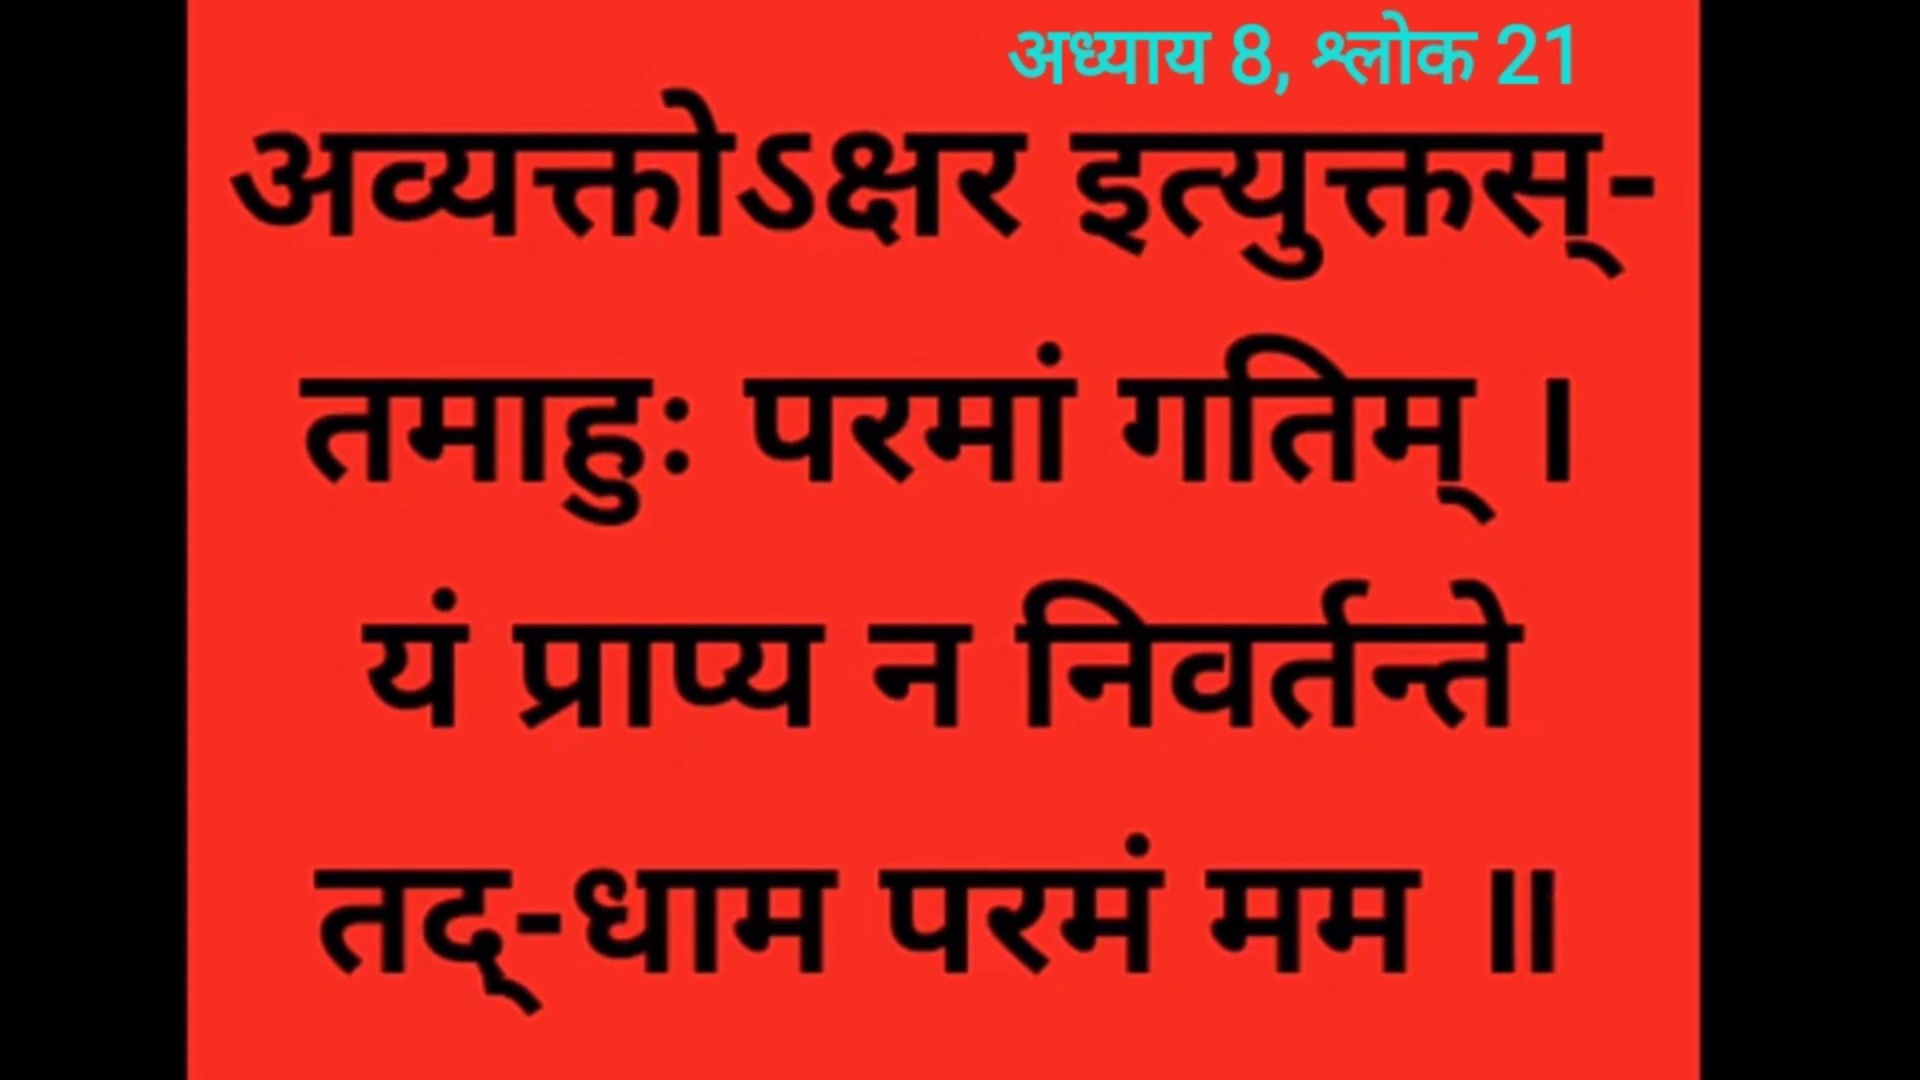 अध्याय 8, श्लोक 21
अव्यक्तोऽक्षर इत्युक्तस्-
तमाहुः परमां गतिम् ।
यं प्राप्य न निवर्तन्ते
तद्-धाम परमं मम ॥